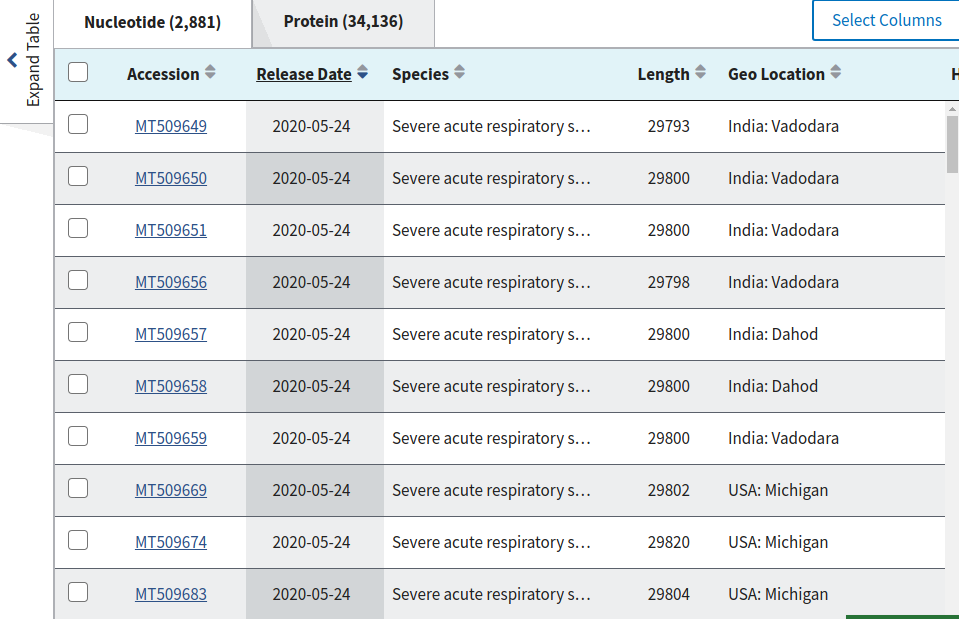 Expand Table
Nucleotide (2,881) Protein (34,136) Select Columns
Accession Release Date Species Length Geo Location H
MT509649 2020-05-24 Severe acute respiratory s... 29793 India: Vadodara
MT509650 2020-05-24 Severe acute respiratory s... 29800 India: Vadodara
MT509651 2020-05-24 Severe acute respiratory s... 29800 India: Vadodara
MT509656 2020-05-24 Severe acute respiratory s... 29798 India: Vadodara
MT509657 2020-05-24 Severe acute respiratory s... 29800 India: Dahod
MT509658 2020-05-24 Severe acute respiratory s... 29800 India: Dahod
MT509659 2020-05-24 Severe acute respiratory s... 29800 India: Vadodara
MT509669 2020-05-24 Severe acute respiratory s... 29802 USA: Michigan
MT509674 2020-05-24 Severe acute respiratory s... 29820 USA: Michigan
MT509683 2020-05-24 Severe acute respiratory s... 29804 USA: Michigan